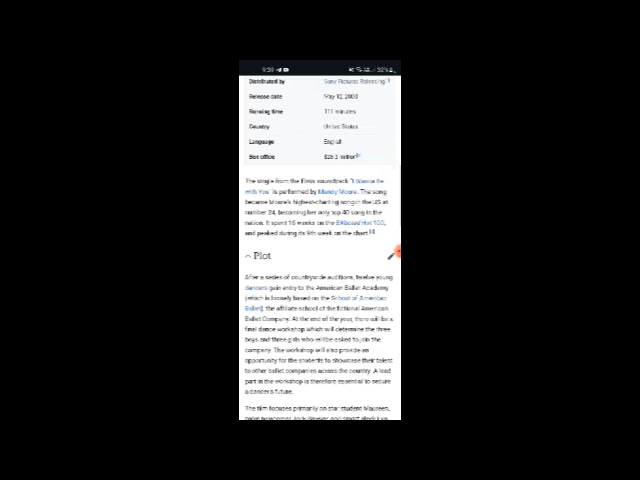 Distributed by Sony Pictures Releasing
Release date May 12, 2000
Running time 111 minutes
Country United States
Language English
Box office
The single from the films soundtrack "I Wanna Be
with You" is performed by Mandy Moore. The song
became Moore's highest-charting song in the US at
number 24, becoming her only top 40 song in the
nation. It spent 16 weeks on the Billboard Hot 100,
and peaked during its 9th week on the chart.
Plot
After a series of countrywide auditions, twelve young
dancers gain entry to the American Ballet Academy
(which is loosely based on the School of American
Ballet), the affiliate school of the fictional American
Ballet Company. At the end of the year, there will be a
final dance workshop which will determine the three
boys and three girls who will be asked to join the
company. The workshop will also provide an
opportunity for the students to showcase their talent
to other ballet companies across the country. A lead
part in the workshop is therefore essential to secure
a dancer's future.
The film focuses primarily on star student Maureen,